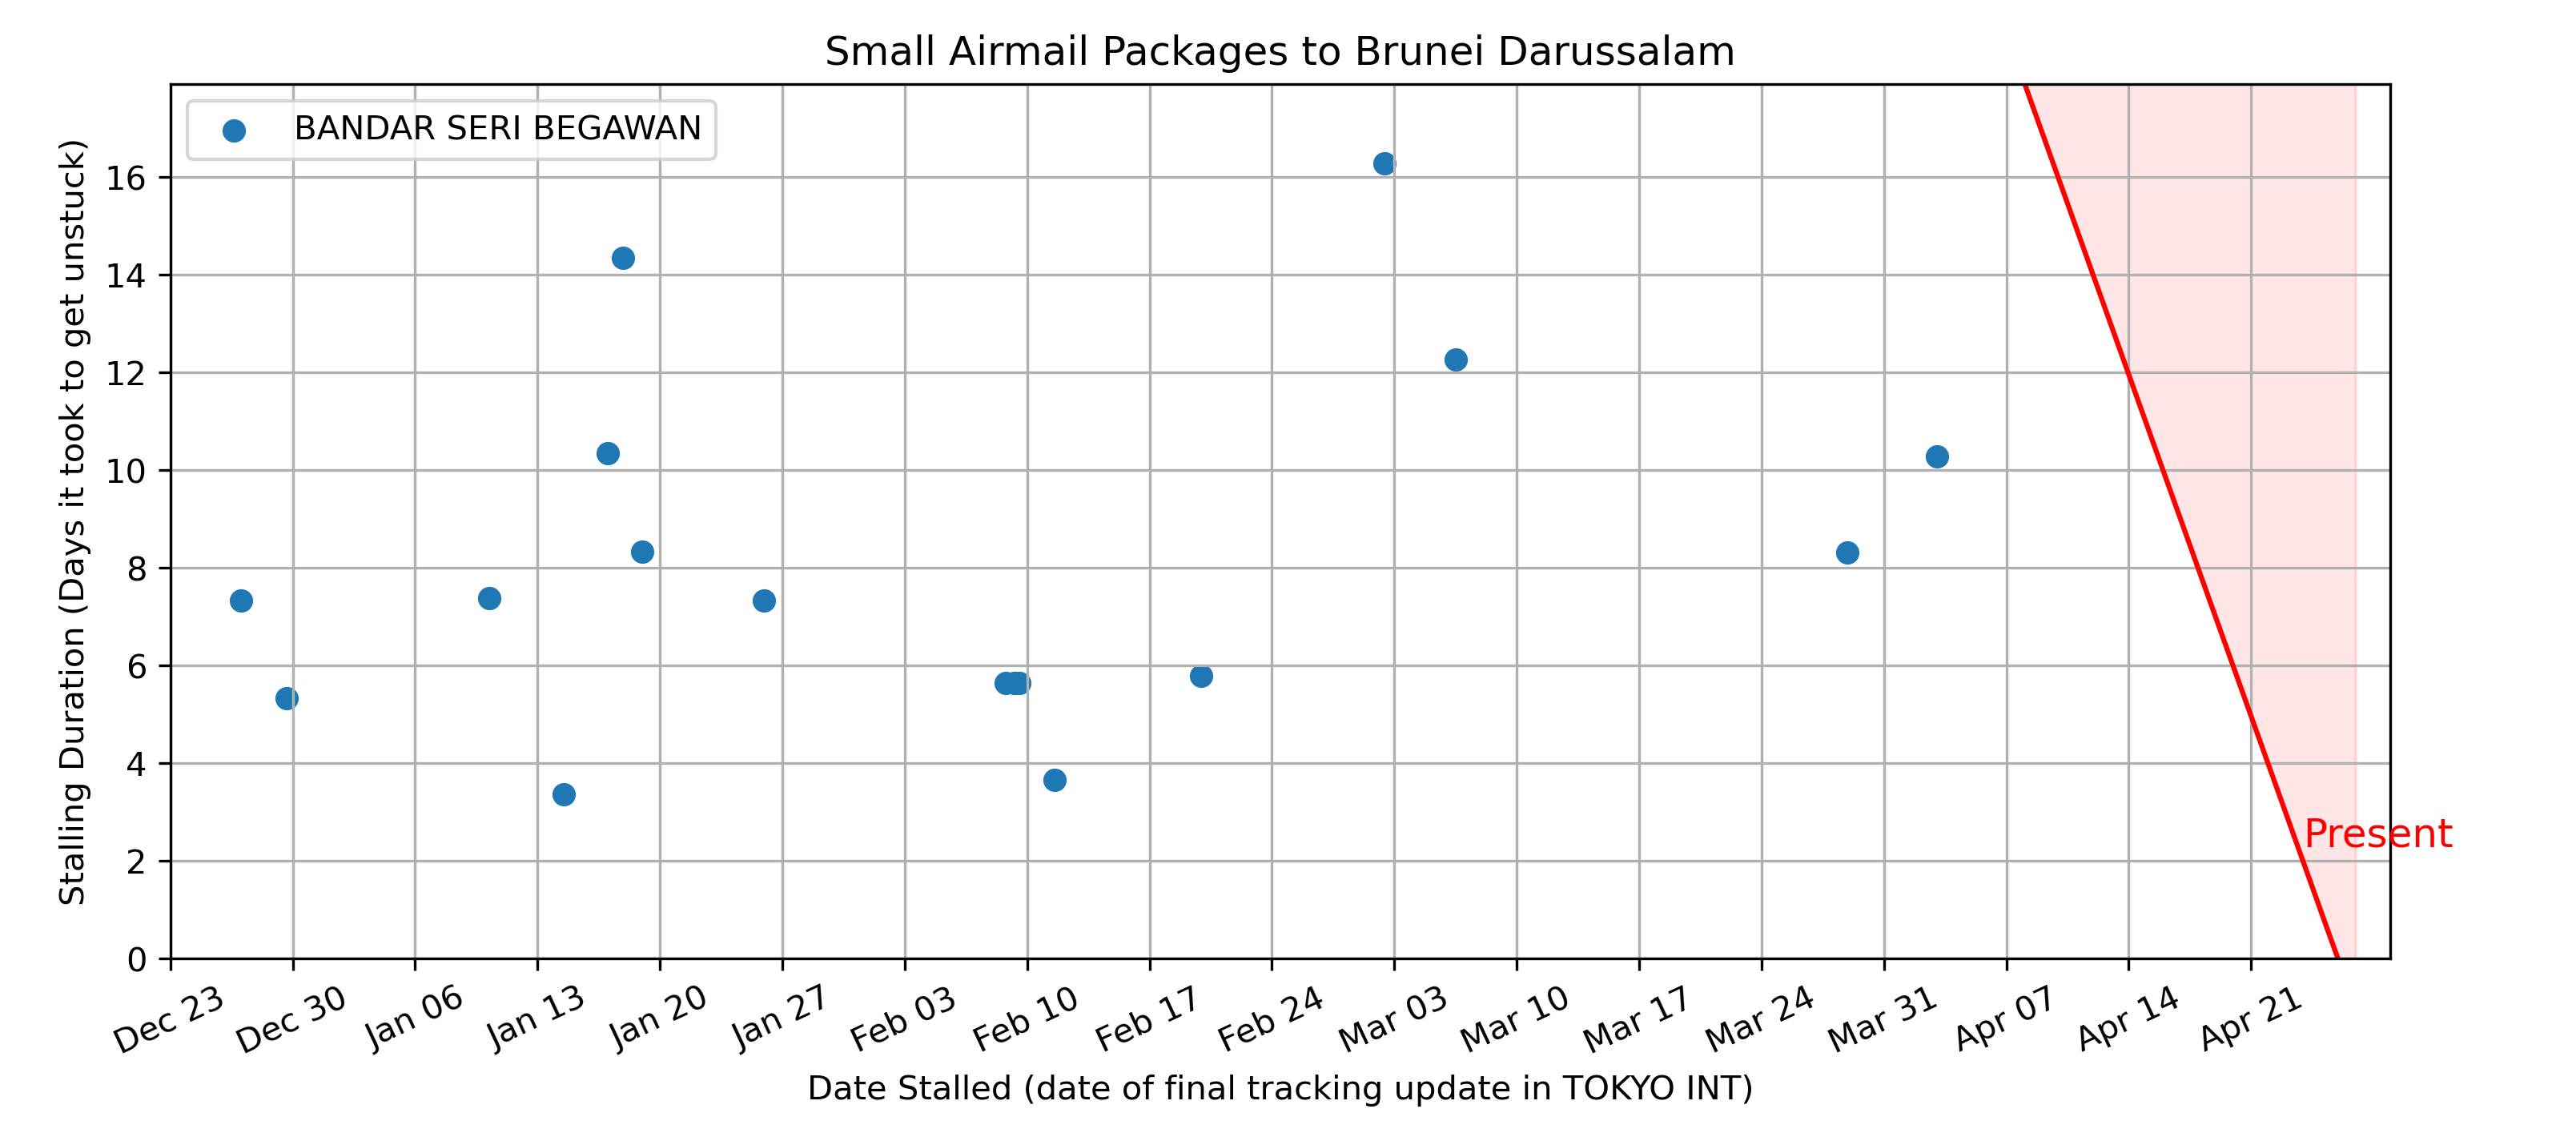 Small Airmail Packages to Brunei Darussalam
BANDAR SERI BEGAWAN
Stalling Duration (Days it took to get unstuck)
16
14
12
10
8
6
4
2
0
Present
Dec 23
Dec 30
Jan 06
Jan 13
Jan 20
Jan 27
Feb 03
Feb 10
Feb 17
Feb 24
Mar 03
Mar 10
Mar 17
Mar 24
Mar 31
Apr 07
Apr 14
Apr 21
Date Stalled (date of final tracking update in TOKYO INT)